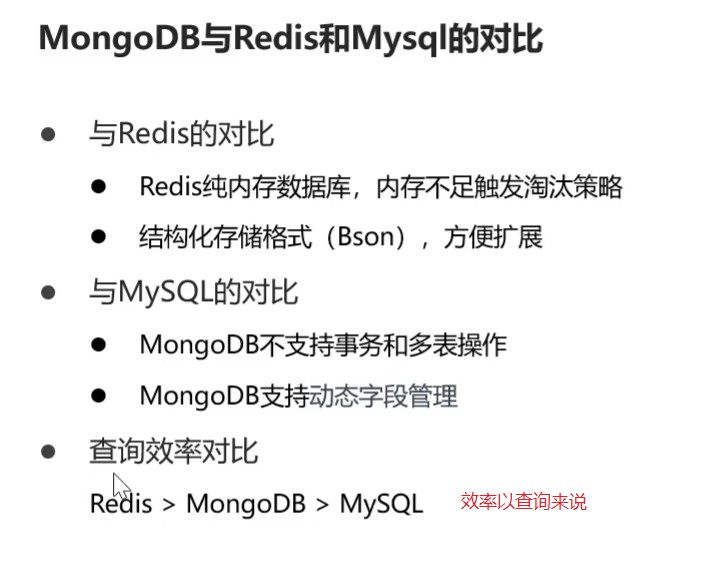 MongoDB与Redis和Mysql的对比
与Redis的对比
Redis纯内存数据库，内存不足触发淘汰策略
结构化存储格式（Bson），方便扩展
与MySQL的对比
MongoDB不支持事务和多表操作
MongoDB支持动态字段管理
查询效率对比
Redis > MongoDB > MySQL 效率以查询来说